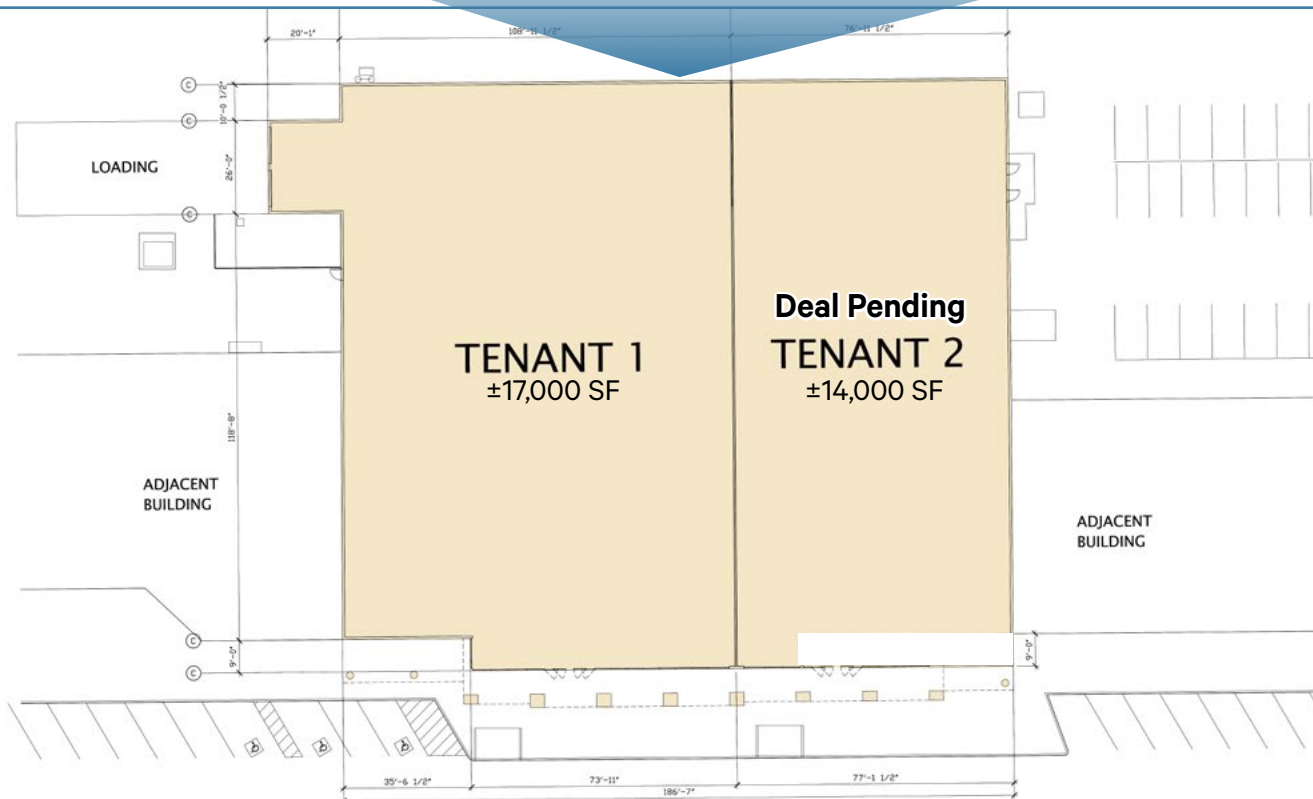 20'-1"
108'-11 1/2"
76'-11 1/2"
C
10'-0 1/2"
C
LOADING
26'-0"
C
Deal Pending
TENANT 1
TENANT 2
±17,000 SF
±14,000 SF
118'-8"
ADJACENT
BUILDING
ADJACENT
BUILDING
C
9'-0"
9'-0"
C
35'-6 1/2"
73'-11"
77'-1 1/2"
186'-7"